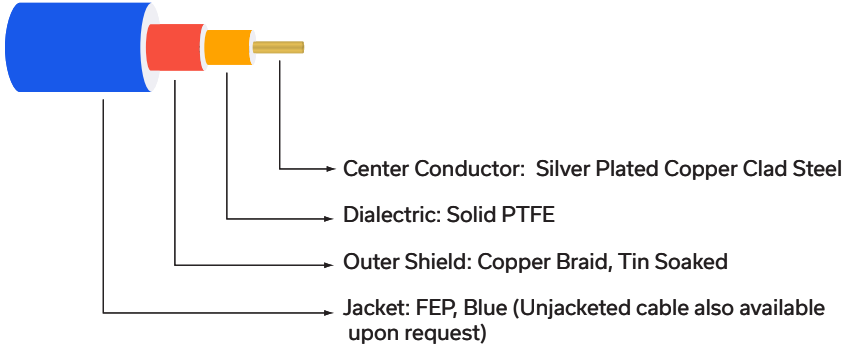 Center Conductor:  Silver Plated Copper Clad Steel
Dialectric: Solid PTFE
Outer Shield: Copper Braid, Tin Soaked
Jacket: FEP, Blue (Unjacketed cable also available
upon request)